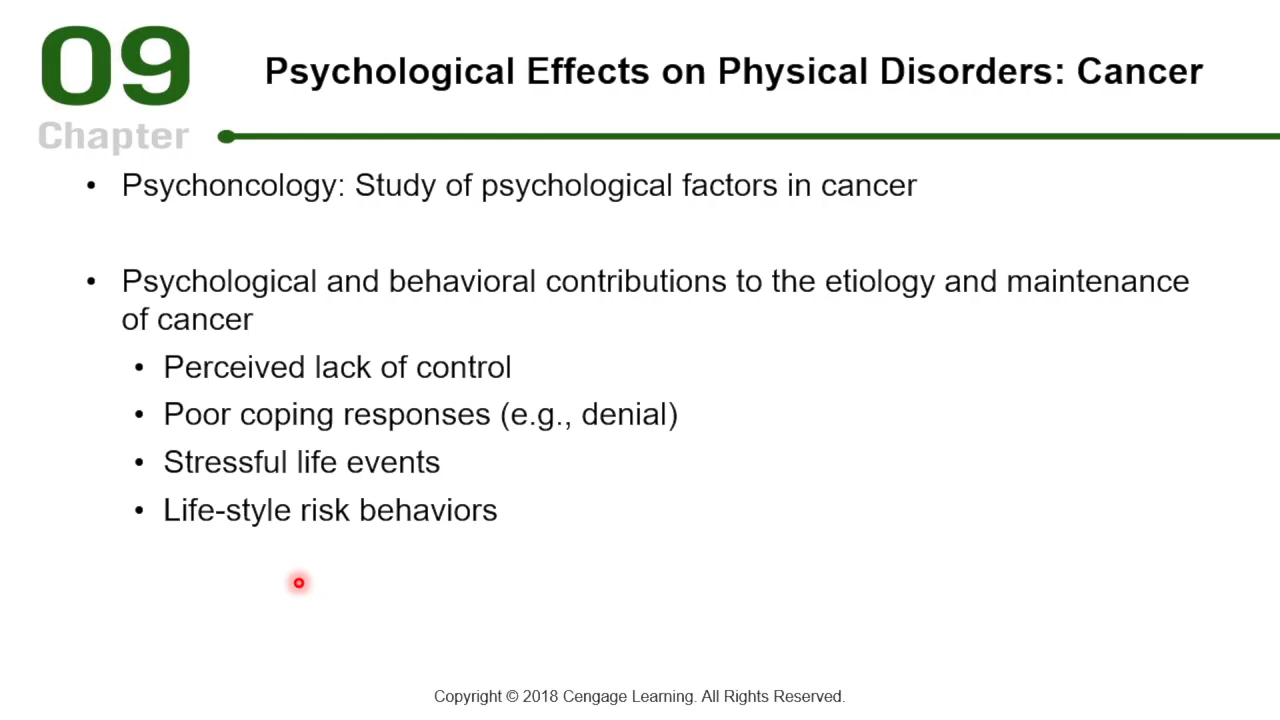 09
Chapter
Psychological Effects on Physical Disorders: Cancer
• Psychoncology: Study of psychological factors in cancer
• Psychological and behavioral contributions to the etiology and maintenance
of cancer
• Perceived lack of control
• Poor coping responses (e.g., denial)
• Stressful life events
• Life-style risk behaviors
Copyright © 2018 Cengage Learning. All Rights Reserved.